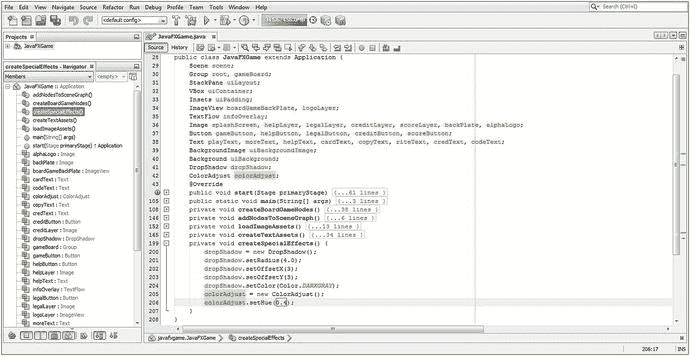 File Edit View Navigate Source Refactor Run Debug Profile Team Tools Window Help
Search (Ctrl+I)
<default config>
Projects
JavaFXGame
createSpecialEffects() - Navigator
Members
<empty>
JavaFXGame :: Application
addNodesToSceneGraph()
createBoardGameNodes()
createSpecialEffects()
createTextAssets()
loadImageAssets()
main(String[] args)
start(Stage primaryStage) ↑ Application
alphaLogo : Image
backPlate : Image
boardGameBackPlate : ImageView
cardText : Text
codeText : Text
colorAdjust : ColorAdjust
copyText : Text
credText : Text
creditButton : Button
creditLayer : Image
dropShadow : DropShadow
gameBoard : Group
gameButton : Button
helpButton : Button
helpLayer : Image
helpText : Text
infoOverlay : TextFlow
legalButton : Button
legalLayer : Image
logoLayer : ImageView
moreText : Text
JavaFXGame.java
Source History
28 public class JavaFXGame extends Application {
29 Scene scene;
30 Group root, gameBoard;
31 StackPane uiLayout;
32 VBox uiContainer;
33 Insets uiPadding;
34 ImageView boardGameBackPlate, logoLayer;
35 TextFlow infoOverlay;
36 Image splashScreen, helpLayer, legalLayer, creditLayer, scoreLayer, backPlate, alphaLogo;
37 Button gameButton, helpButton, legalButton, creditButton, scoreButton;
38 Text playText, moreText, helpText, cardText, copyText, riteText, credText, codeText;
39 BackgroundImage uiBackgroundImage;
40 Background uiBackground;
41 DropShadow dropShadow;
42 ColorAdjust colorAdjust;
43 @Override
public void start(Stage primaryStage) {...61 lines }
105 public static void main(String[] args) {...3 lines }
108 private void createBoardGameNodes() {...38 lines }
146 private void addNodesToSceneGraph() {...6 lines }
152 private void loadImageAssets() {...13 lines }
165 private void createTextAssets() {...34 lines }
199 private void createSpecialEffects() {
200 dropShadow = new DropShadow();
201 dropShadow.setRadius(4.0);
202 dropShadow.setOffsetX(3);
203 dropShadow.setOffsetY(3);
204 dropShadow.setColor(Color.DARKGRAY);
205 colorAdjust = new ColorAdjust();
206 colorAdjust.setHue(0.4);
207 }
javafxgame.JavaFXGame createSpecialEffects
206:17 INS